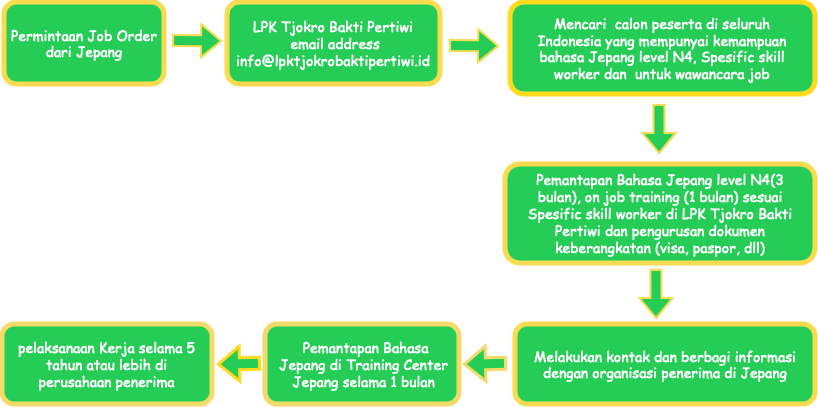 Permintaan Job Order
dari Jepang
LPK Tjokro Bakti Pertiwi
email address
info@lpktjokrobaktipertiwi.id
Mencari calon peserta di seluruh
Indonesia yang mempunyai kemampuan
bahasa Jepang level N4, Spesific skill
worker dan untuk wawancara job
Pemantapan Bahasa Jepang level N4(3
bulan), on job training (1 bulan) sesuai
Spesific skill worker di LPK Tjokro Bakti
Pertiwi dan pengurusan dokumen
keberangkatan (visa, paspor, dll)
Melakukan kontak dan berbagi informasi
dengan organisasi penerima di Jepang
Pemantapan Bahasa
Jepang di Training Center
Jepang selama 1 bulan
pelaksanaan Kerja selama 5
tahun atau lebih di
perusahaan penerima